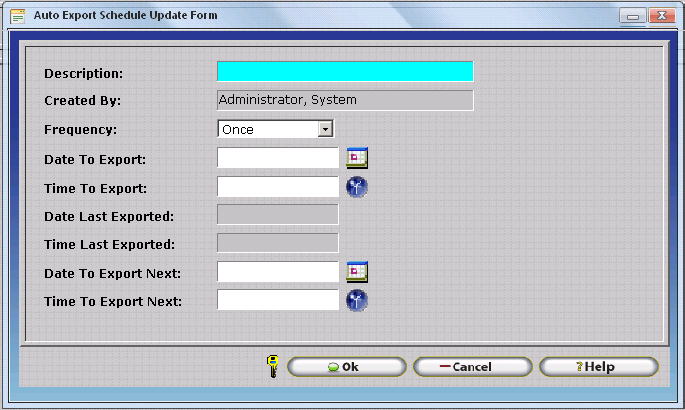 Auto Export Schedule Update Form
Description:
Created By: Administrator, System
Frequency: Once
Date To Export:
Time To Export:
Date Last Exported:
Time Last Exported:
Date To Export Next:
Time To Export Next:
Ok Cancel ?Help